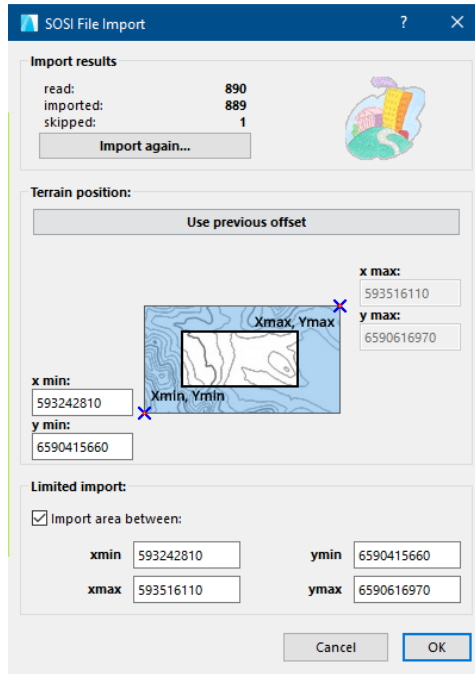 SOSI File Import ? ×
Import results
read: 890
imported: 889
skipped: 1
Import again...
Terrain position:
Use previous offset
x max:
593516110
y max:
6590616970
Xmax, Ymax
Xmin, Ymin
x min:
593242810
y min:
6590415660
Limited import:
Import area between:
xmin 593242810 ymin 6590415660
xmax 593516110 ymax 6590616970
Cancel OK